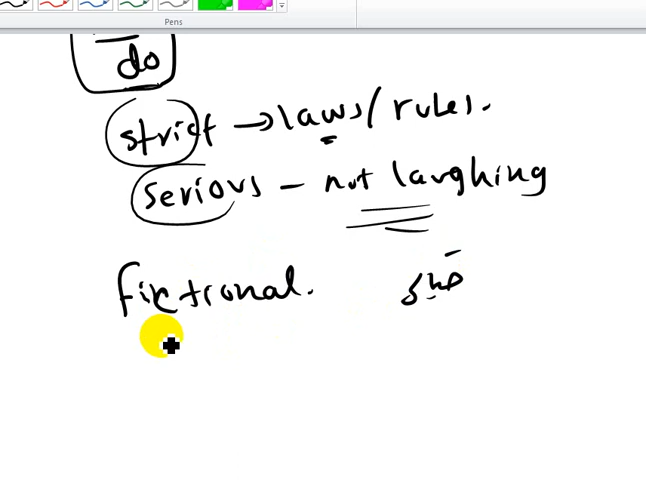 Pens
do
strict → laws / rules.
Serious - not laughing
fictional.